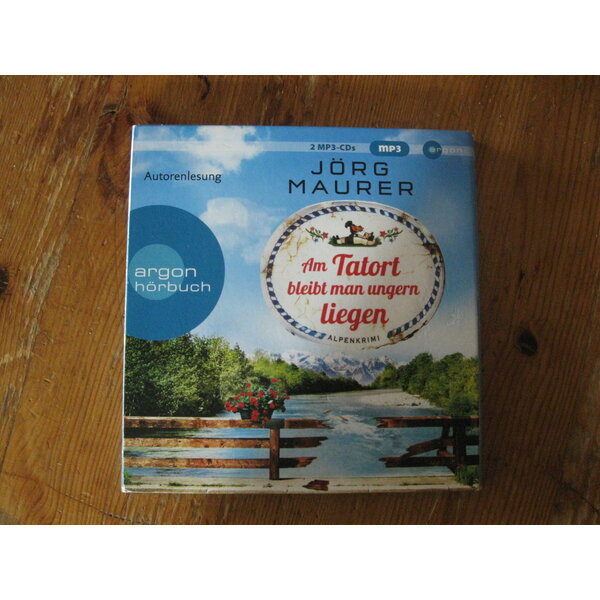 2 MP3-CDs mp3 argon
JÖRG
MAURER
Autorenlesung
argon
hörbuch
Am Tatort
bleibt man ungern
liegen
ALPENKRIMI